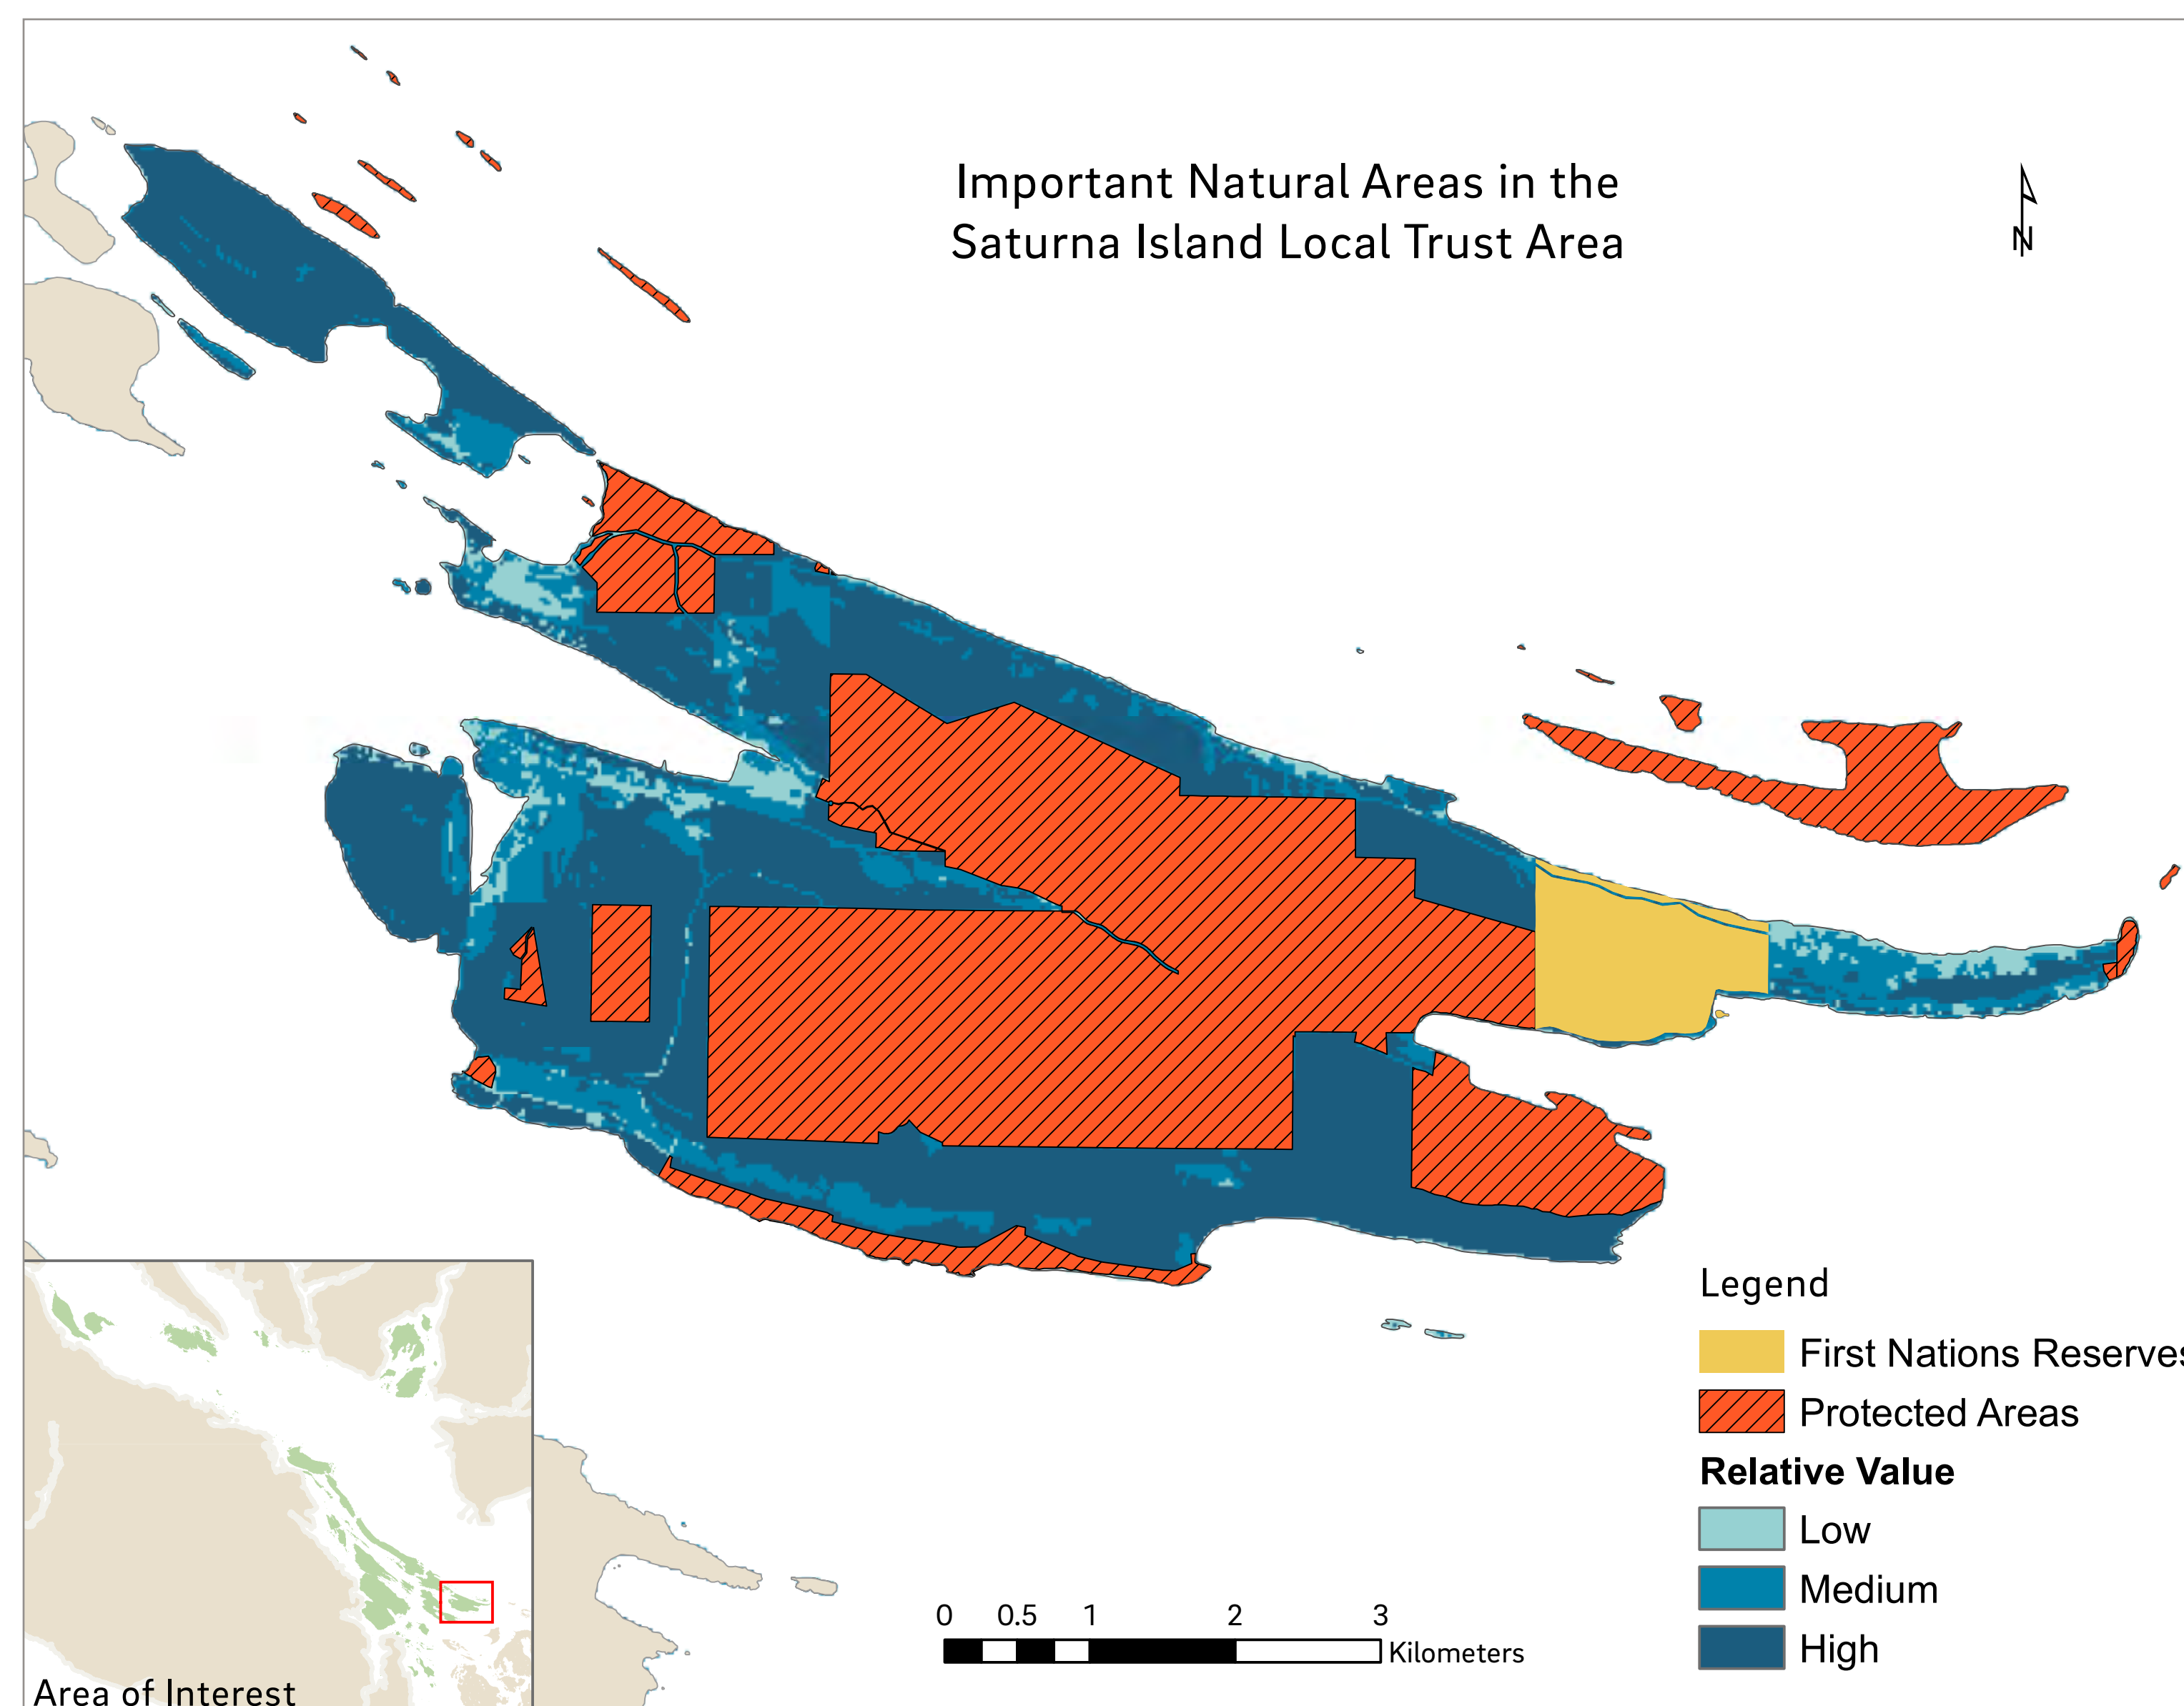 Important Natural Areas in the
Saturna Island Local Trust Area
N
Legend
First Nations Reserves
Protected Areas
Relative Value
Low
Medium
High
0 0.5 1 2 3
Kilometers
Area of Interest